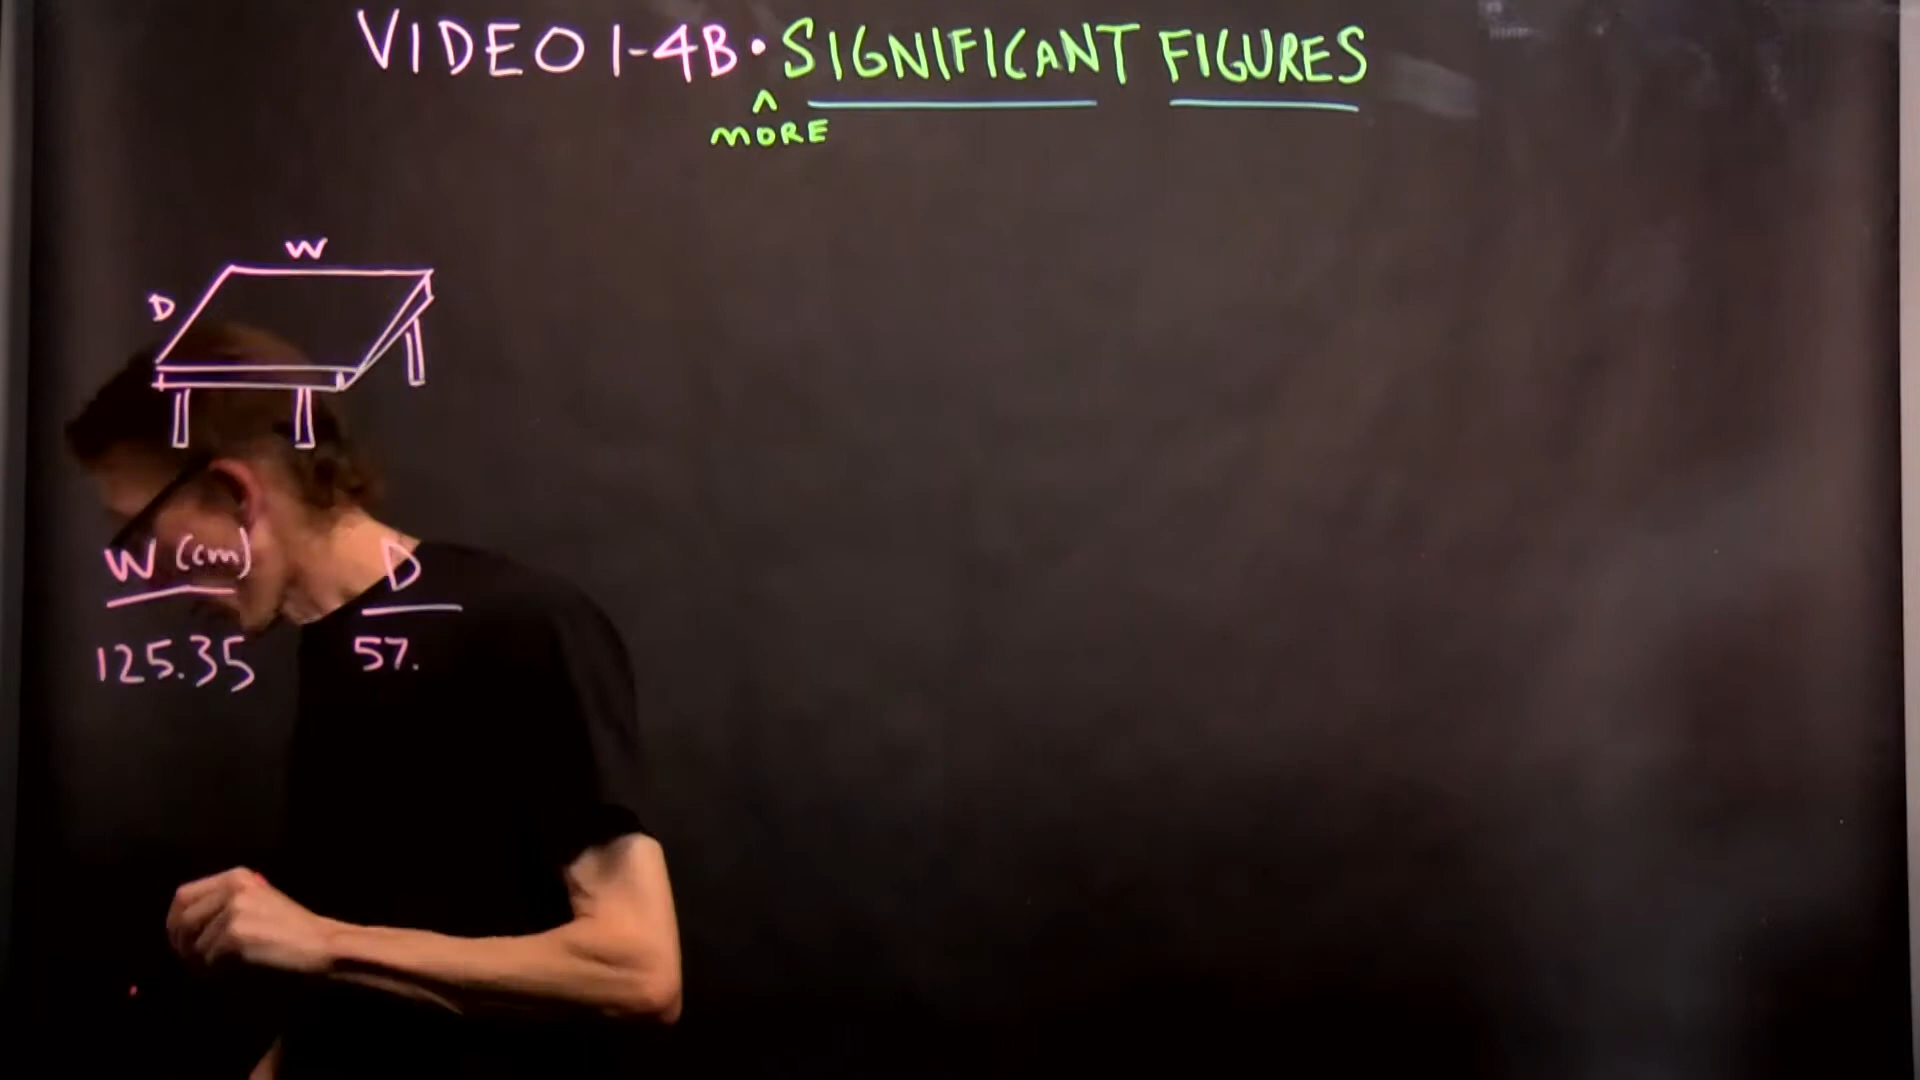 VIDEO 1-4B • SIGNIFICANT FIGURES
^
MORE
W
D
W (cm) D
125.35 57.